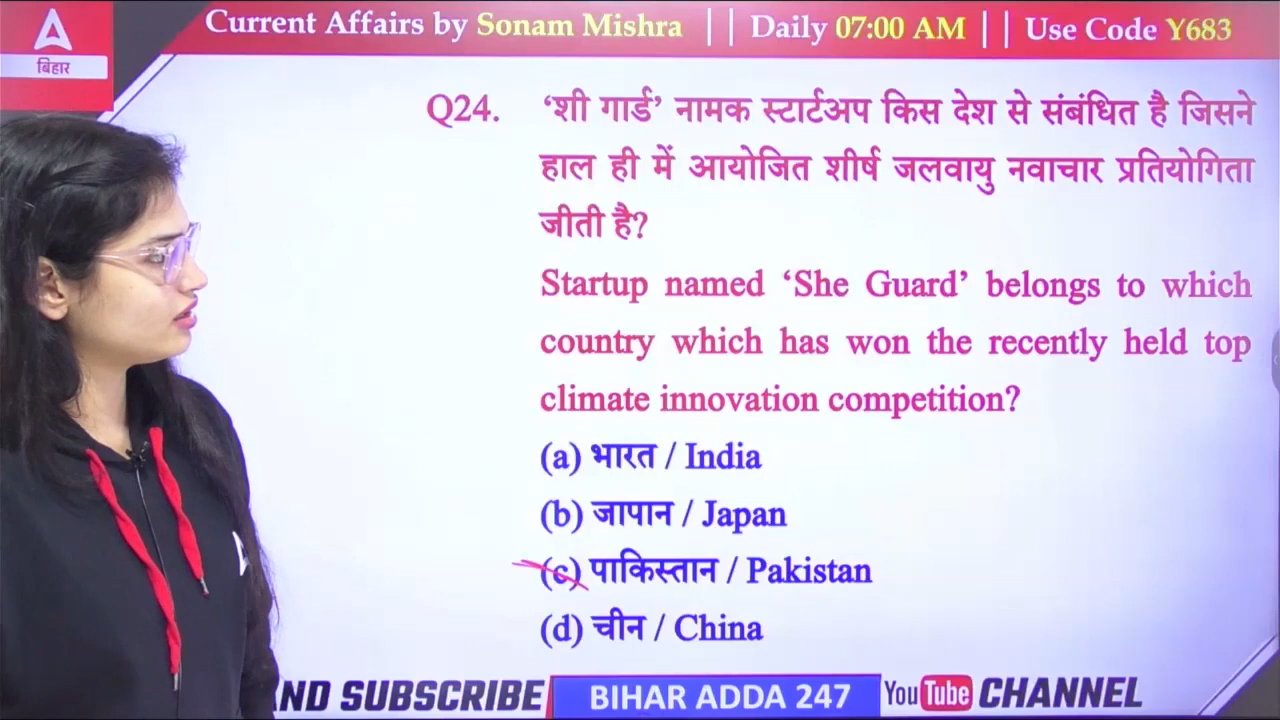 Current Affairs by Sonam Mishra || Daily 07:00 AM || Use Code Y683
बिहार
Q24. ‘शी गार्ड’ नामक स्टार्टअप किस देश से संबंधित है जिसने
हाल ही में आयोजित शीर्ष जलवायु नवाचार प्रतियोगिता
जीती है?
Startup named ‘She Guard’ belongs to which
country which has won the recently held top
climate innovation competition?
(a) भारत / India
(b) जापान / Japan
(c) पाकिस्तान / Pakistan
(d) चीन / China
ND SUBSCRIBE BIHAR ADDA 247 YouTube CHANNEL